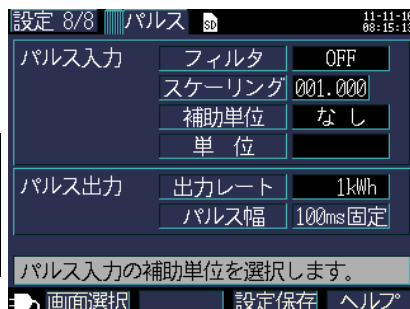 設定 8/8 パルス SD 11-11-1
08:15:1
パルス入力 フィルタ OFF
スケーリング 001.000
補助単位 なし
単 位
パルス出力 出力レート 1kWh
パルス幅 100ms固定
パルス入力の補助単位を選択します。
画面選択 設定保存 ヘルプ